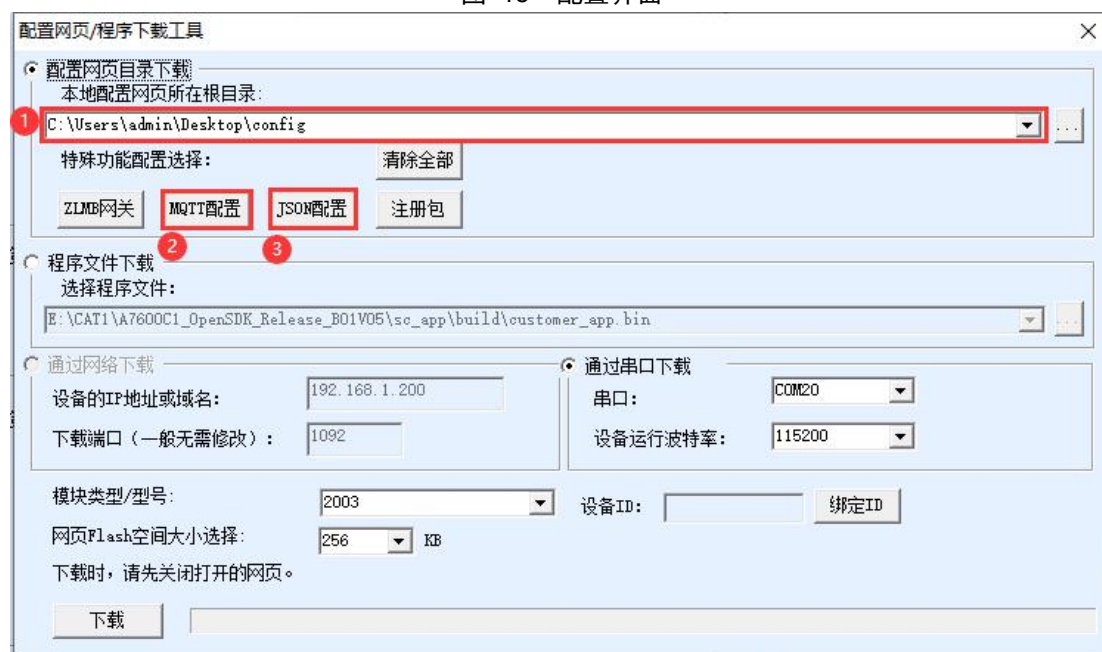 配置网页/程序下载工具
配置网页目录下载
本地配置网页所在根目录:
1 C:\Users\admin\Desktop\config ...
特殊功能配置选择: 清除全部
ZLMB网关 MQTT配置 JSON配置 注册包
2 3
程序文件下载
选择程序文件:
E:\CAT1\A7600C1_OpenSDK_Release_B01V05\sc_app\build\customer_app.bin ...
通过网络下载 通过串口下载
设备的IP地址或域名: 192.168.1.200 串口: COM20
下载端口（一般无需修改）: 1092 设备运行波特率: 115200
模块类型/型号: 2003 设备ID: 绑定ID
网页Flash空间大小选择: 256 KB
下载时，请先关闭打开的网页。
下载